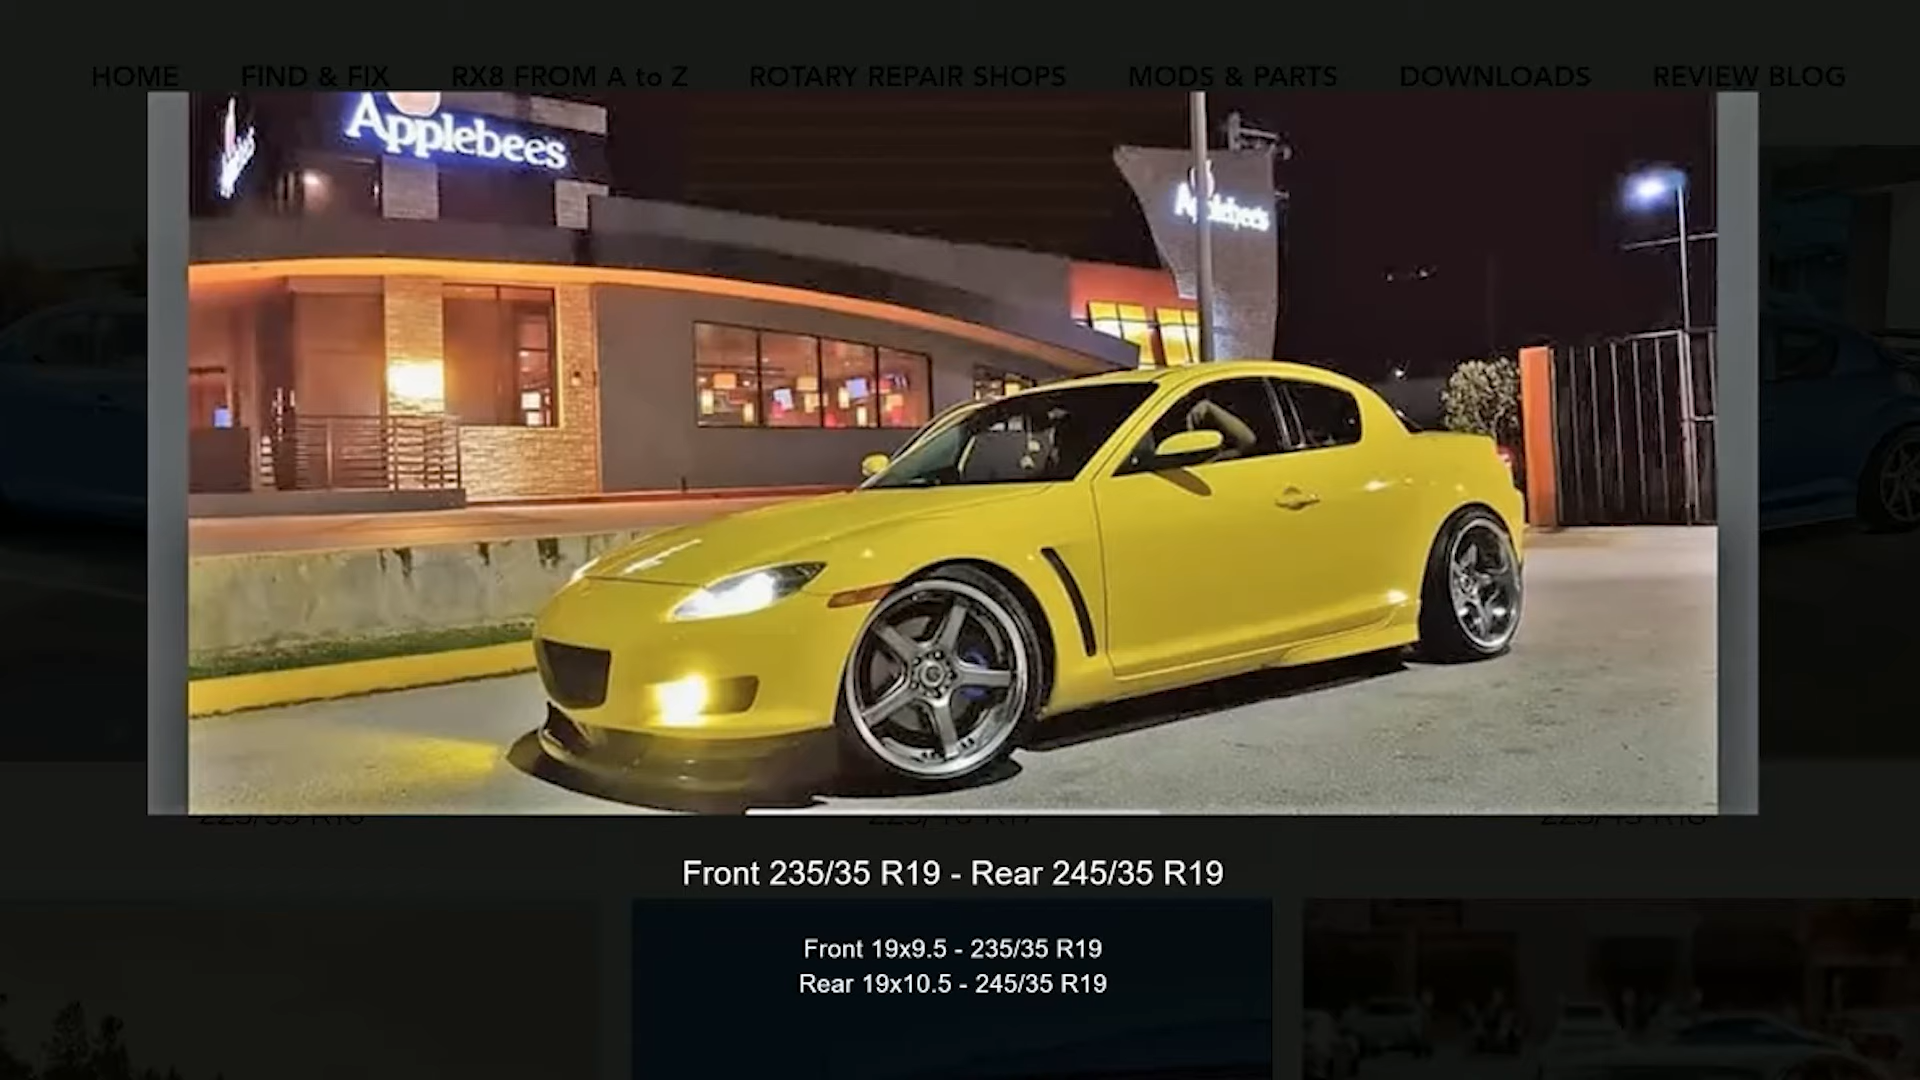 HOME FIND & FIX RX8 FROM A to Z ROTARY REPAIR SHOPS MODS & PARTS DOWNLOADS REVIEW BLOG
Applebees
Applebee's
Front 235/35 R19 - Rear 245/35 R19
Front 19x9.5 - 235/35 R19
Rear 19x10.5 - 245/35 R19